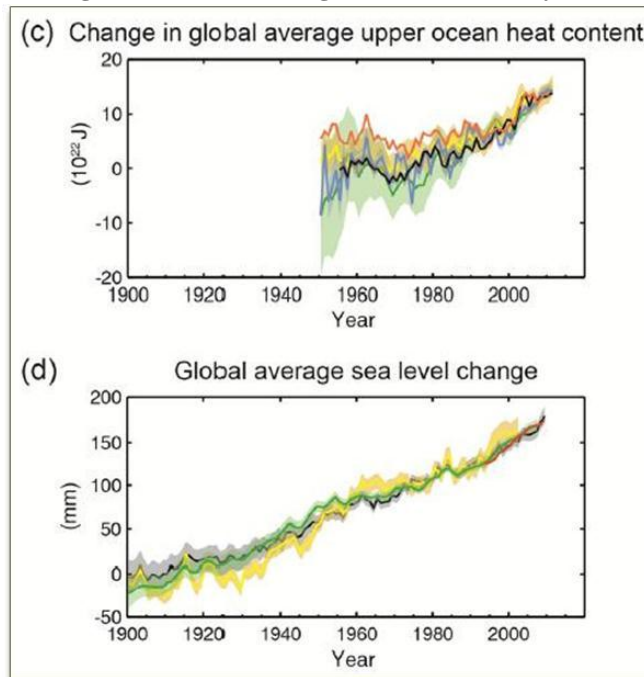 (c) Change in global average upper ocean heat content
20
10
0
-10
-20
(10²² J)
1900 1920 1940 1960 1980 2000
Year
(d) Global average sea level change
200
150
100
50
0
-50
(mm)
1900 1920 1940 1960 1980 2000
Year